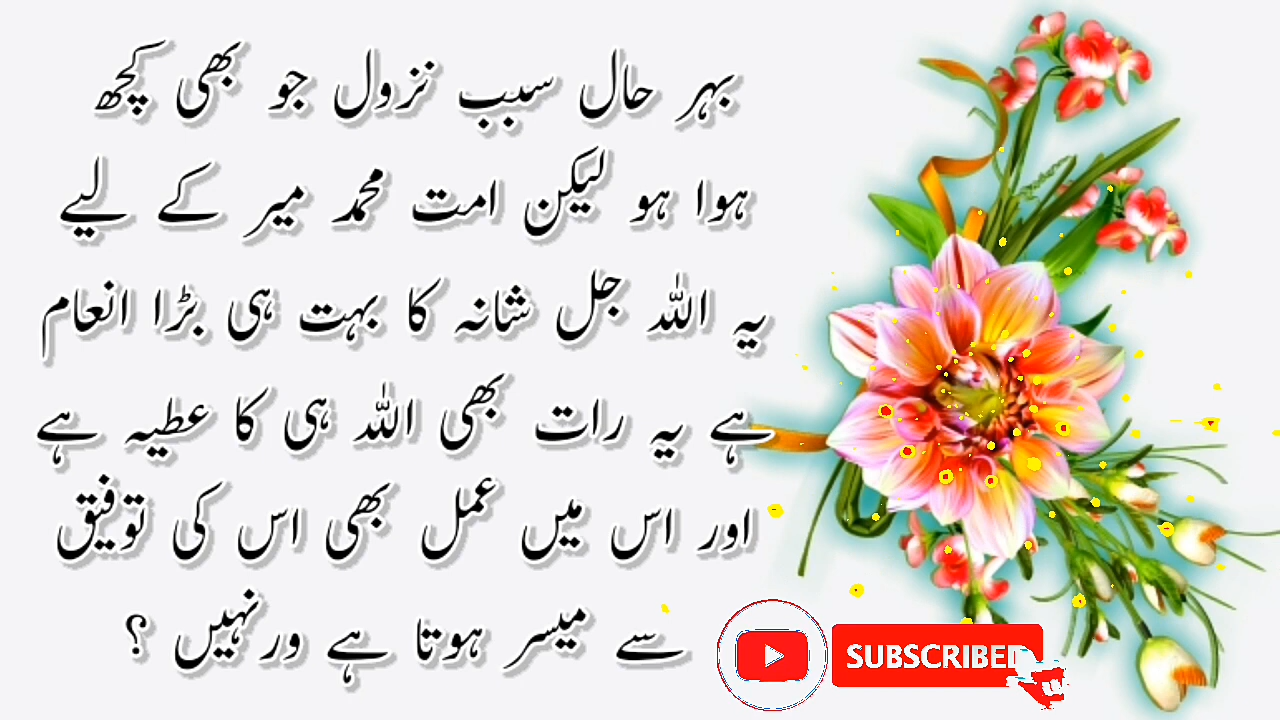 بہر حال سبب نزول جو بھی کچھ
ہوا ہو لیکن امت محمد میر کے لیے
یہ اللہ جل شانہ کا بہت ہی بڑا انعام
ہے یہ رات بھی اللہ ہی کا عطیہ ہے
اور اس میں عمل بھی اس کی توفیق
سے میسر ہوتا ہے ورنہیں ؟
SUBSCRIBED